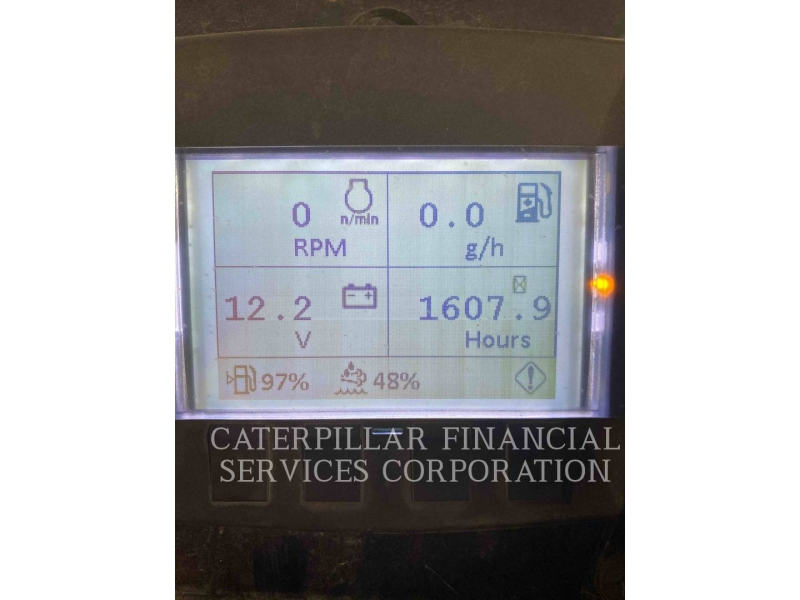 0 n/min
RPM
0.0
g/h
12.2
V
1607.9
Hours
97% 48%
CATERPILLAR FINANCIAL
SERVICES CORPORATION